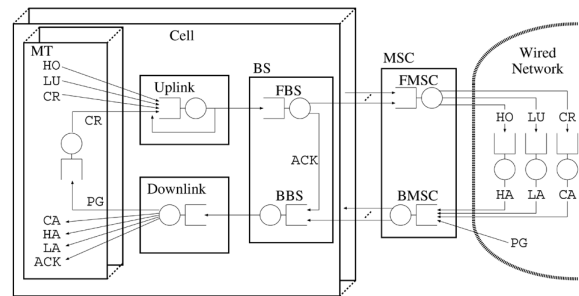 Cell
MT
HO
LU
CR
CR
PG
CA
HA
LA
ACK
Uplink
Downlink
BS
FBS
ACK
BBS
MSC
FMSC
BMSC
Wired
Network
HO LU CR
HA LA CA
PG